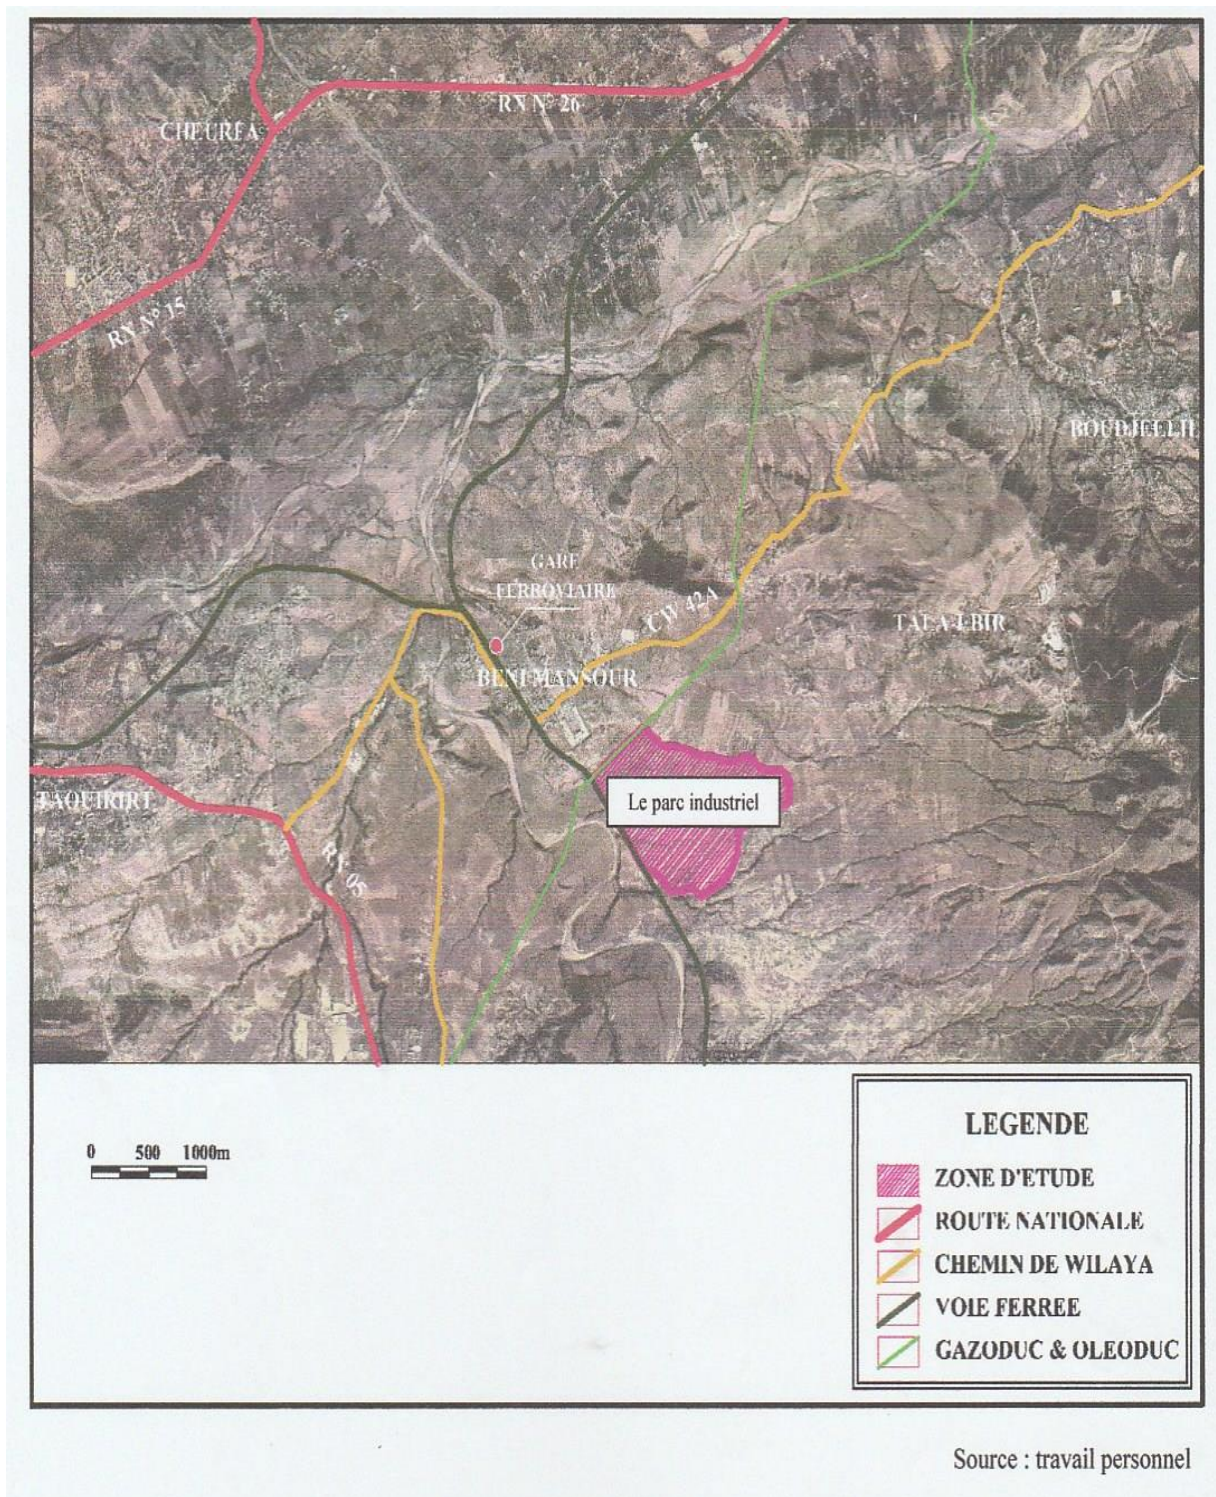 RN N° 26
CHEURFA
RN N° 15
BOUDJELLIL
GARE
FERROVIAIRE
CW 42A
TALA LBIR
BENI MANSOUR
Le parc industriel
TAOURIRT
RN 05
0 500 1000m
LEGENDE
ZONE D'ETUDE
ROUTE NATIONALE
CHEMIN DE WILAYA
VOIE FERREE
GAZODUC & OLEODUC
Source : travail personnel